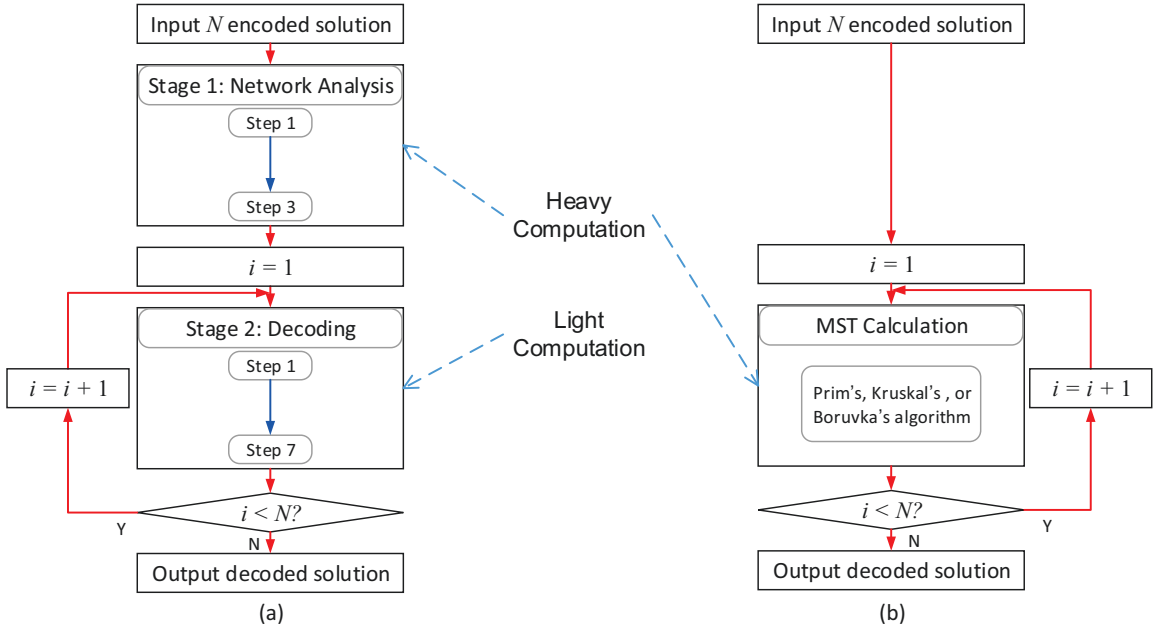 Input N encoded solution
Stage 1: Network Analysis
Step 1
Step 3
i = 1
Stage 2: Decoding
Step 1
Step 7
i = i + 1
i < N?
Y
N
Output decoded solution
(a)
Heavy
Computation
Light
Computation
Input N encoded solution
i = 1
MST Calculation
Prim's, Kruskal's , or
Boruvka's algorithm
i = i + 1
i < N?
Y
N
Output decoded solution
(b)